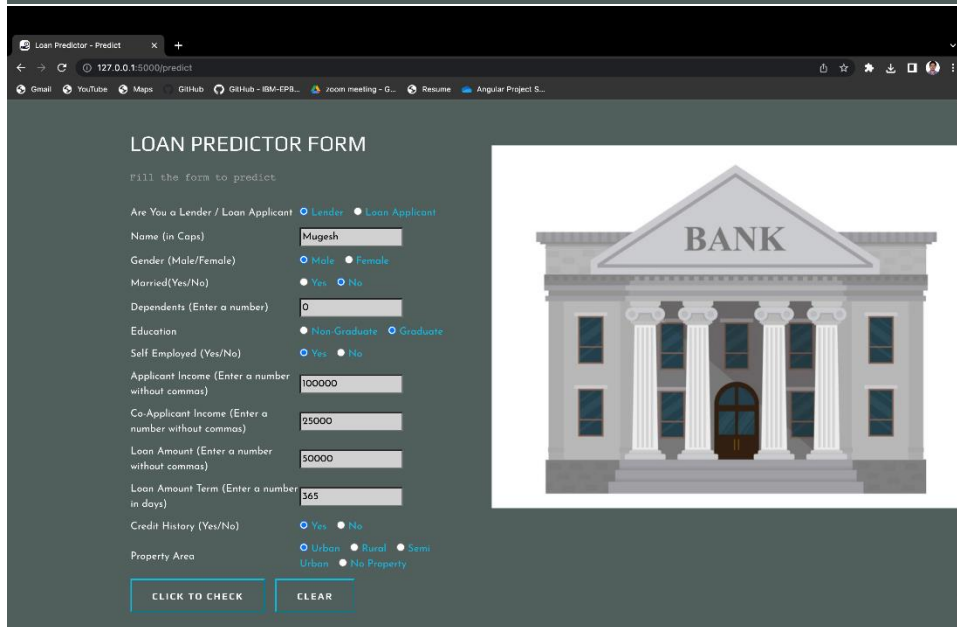 Loan Predictor - Predict
127.0.0.1:5000/predict
Gmail YouTube Maps GitHub GitHub - IBM-EPB... zoom meeting - G... Resume Angular Project S...
LOAN PREDICTOR FORM
Fill the form to predict
Are You a Lender / Loan Applicant Lender Loan Applicant
Name (in Caps) Mugesh
Gender (Male/Female) Male Female
Married(Yes/No) Yes No
Dependents (Enter a number) 0
Education Non-Graduate Graduate
Self Employed (Yes/No) Yes No
Applicant Income (Enter a number
without commas) 100000
Co-Applicant Income (Enter a
number without commas) 25000
Loan Amount (Enter a number
without commas) 50000
Loan Amount Term (Enter a number
in days) 365
Credit History (Yes/No) Yes No
Property Area Urban Rural Semi
Urban No Property
CLICK TO CHECK CLEAR
BANK